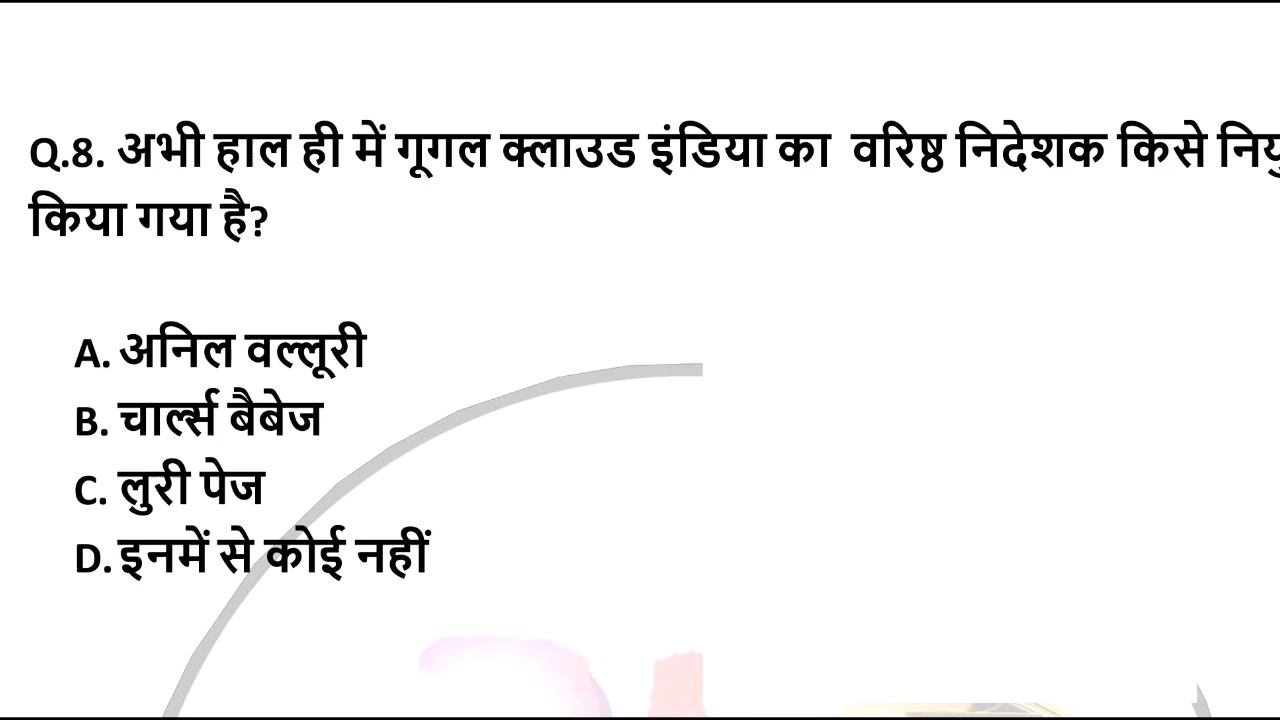 Q.8. अभी हाल ही में गूगल क्लाउड इंडिया का वरिष्ठ निदेशक किसे
किया गया है?
A. अनिल वल्लूरी
B. चार्ल्स बैबेज
C. लुरी पेज
D. इनमें से कोई नहीं